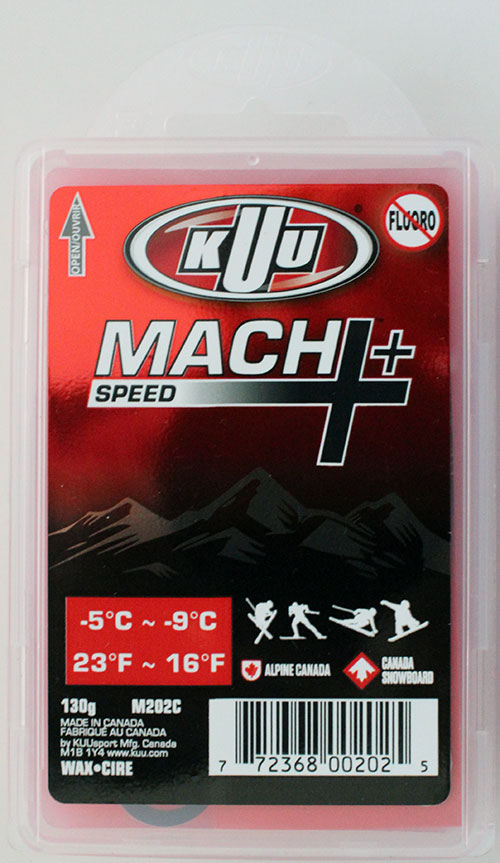 KUU
OPEN/OUVRIR
KUU
®
FLUORO
MACH ++
SPEED
-5°C ~ -9°C
23°F ~ 16°F
ALPINE CANADA
CANADA
SNOWBOARD
130g M202C
MADE IN CANADA
FABRIQUÉ AU CANADA
by KUUsport Mfg. Canada
M1B 1Y4 www.kuu.com
WAX•CIRE
7 72368 00202 5